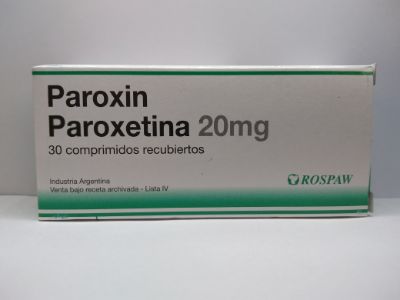 Paroxin
Paroxetina 20mg
30 comprimidos recubiertos
Industria Argentina
Venta bajo receta archivada - Lista IV
ROSPAW